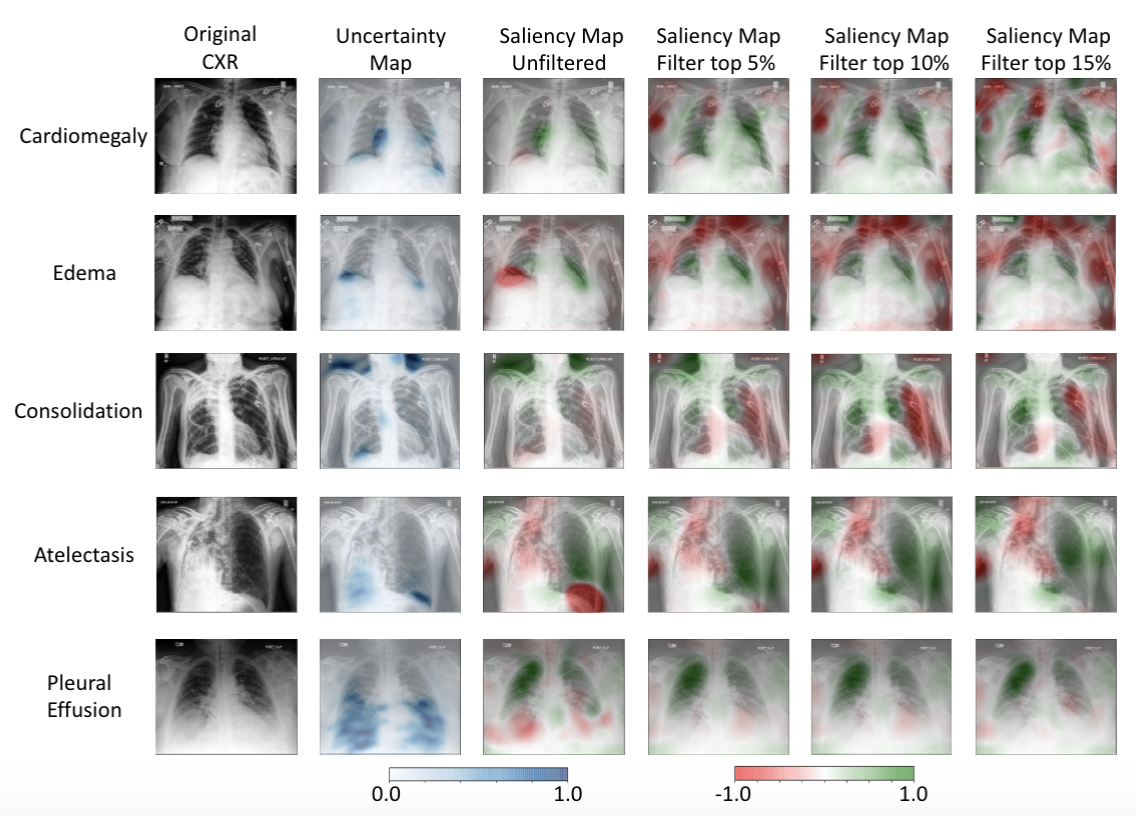 Original
CXR
Uncertainty
Map
Saliency Map
Unfiltered
Saliency Map
Filter top 5%
Saliency Map
Filter top 10%
Saliency Map
Filter top 15%
Cardiomegaly
Edema
Consolidation
Atelectasis
Pleural
Effusion
0.0
1.0
-1.0
1.0